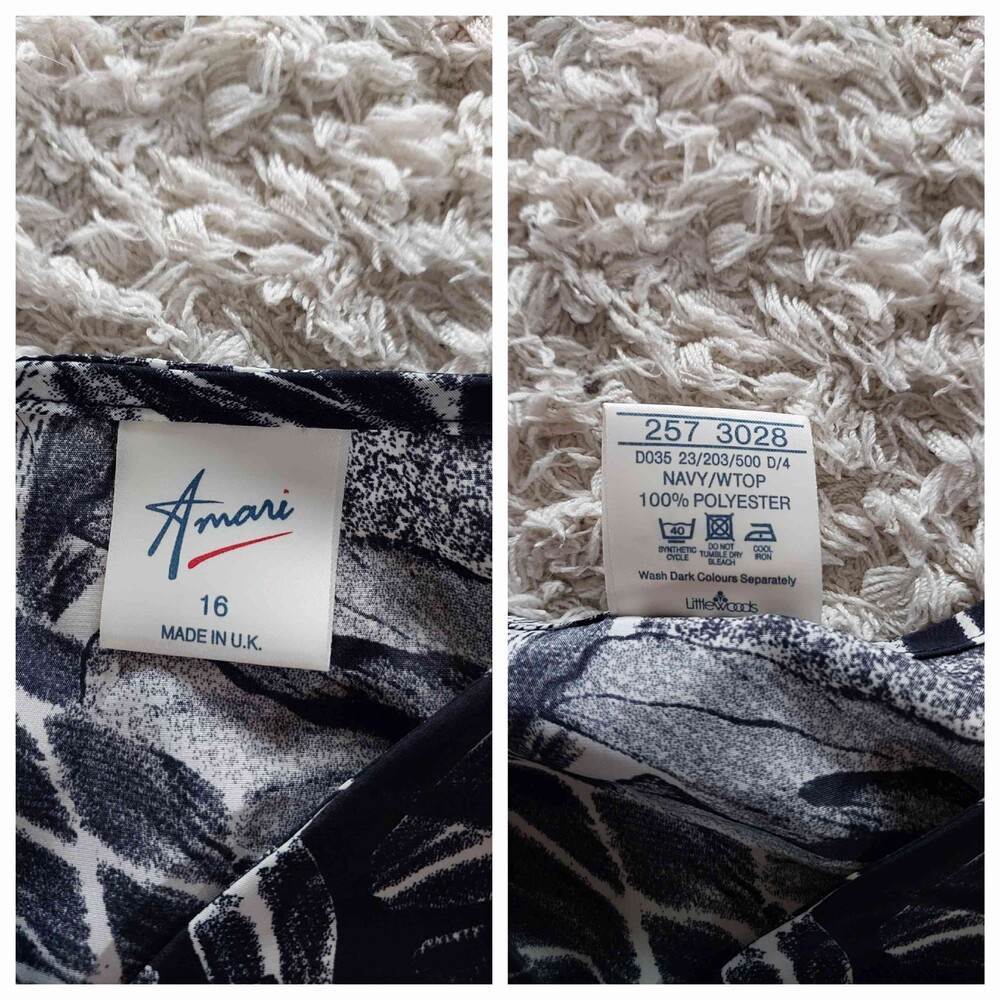 Amari
16
MADE IN U.K.
257 3028
D035 23/203/500 D/4
NAVY/WTOP
100% POLYESTER
40
SYNTHETIC CYCLE
DO NOT TUMBLE DRY BLEACH
COOL IRON
Wash Dark Colours Separately
Littlewoods